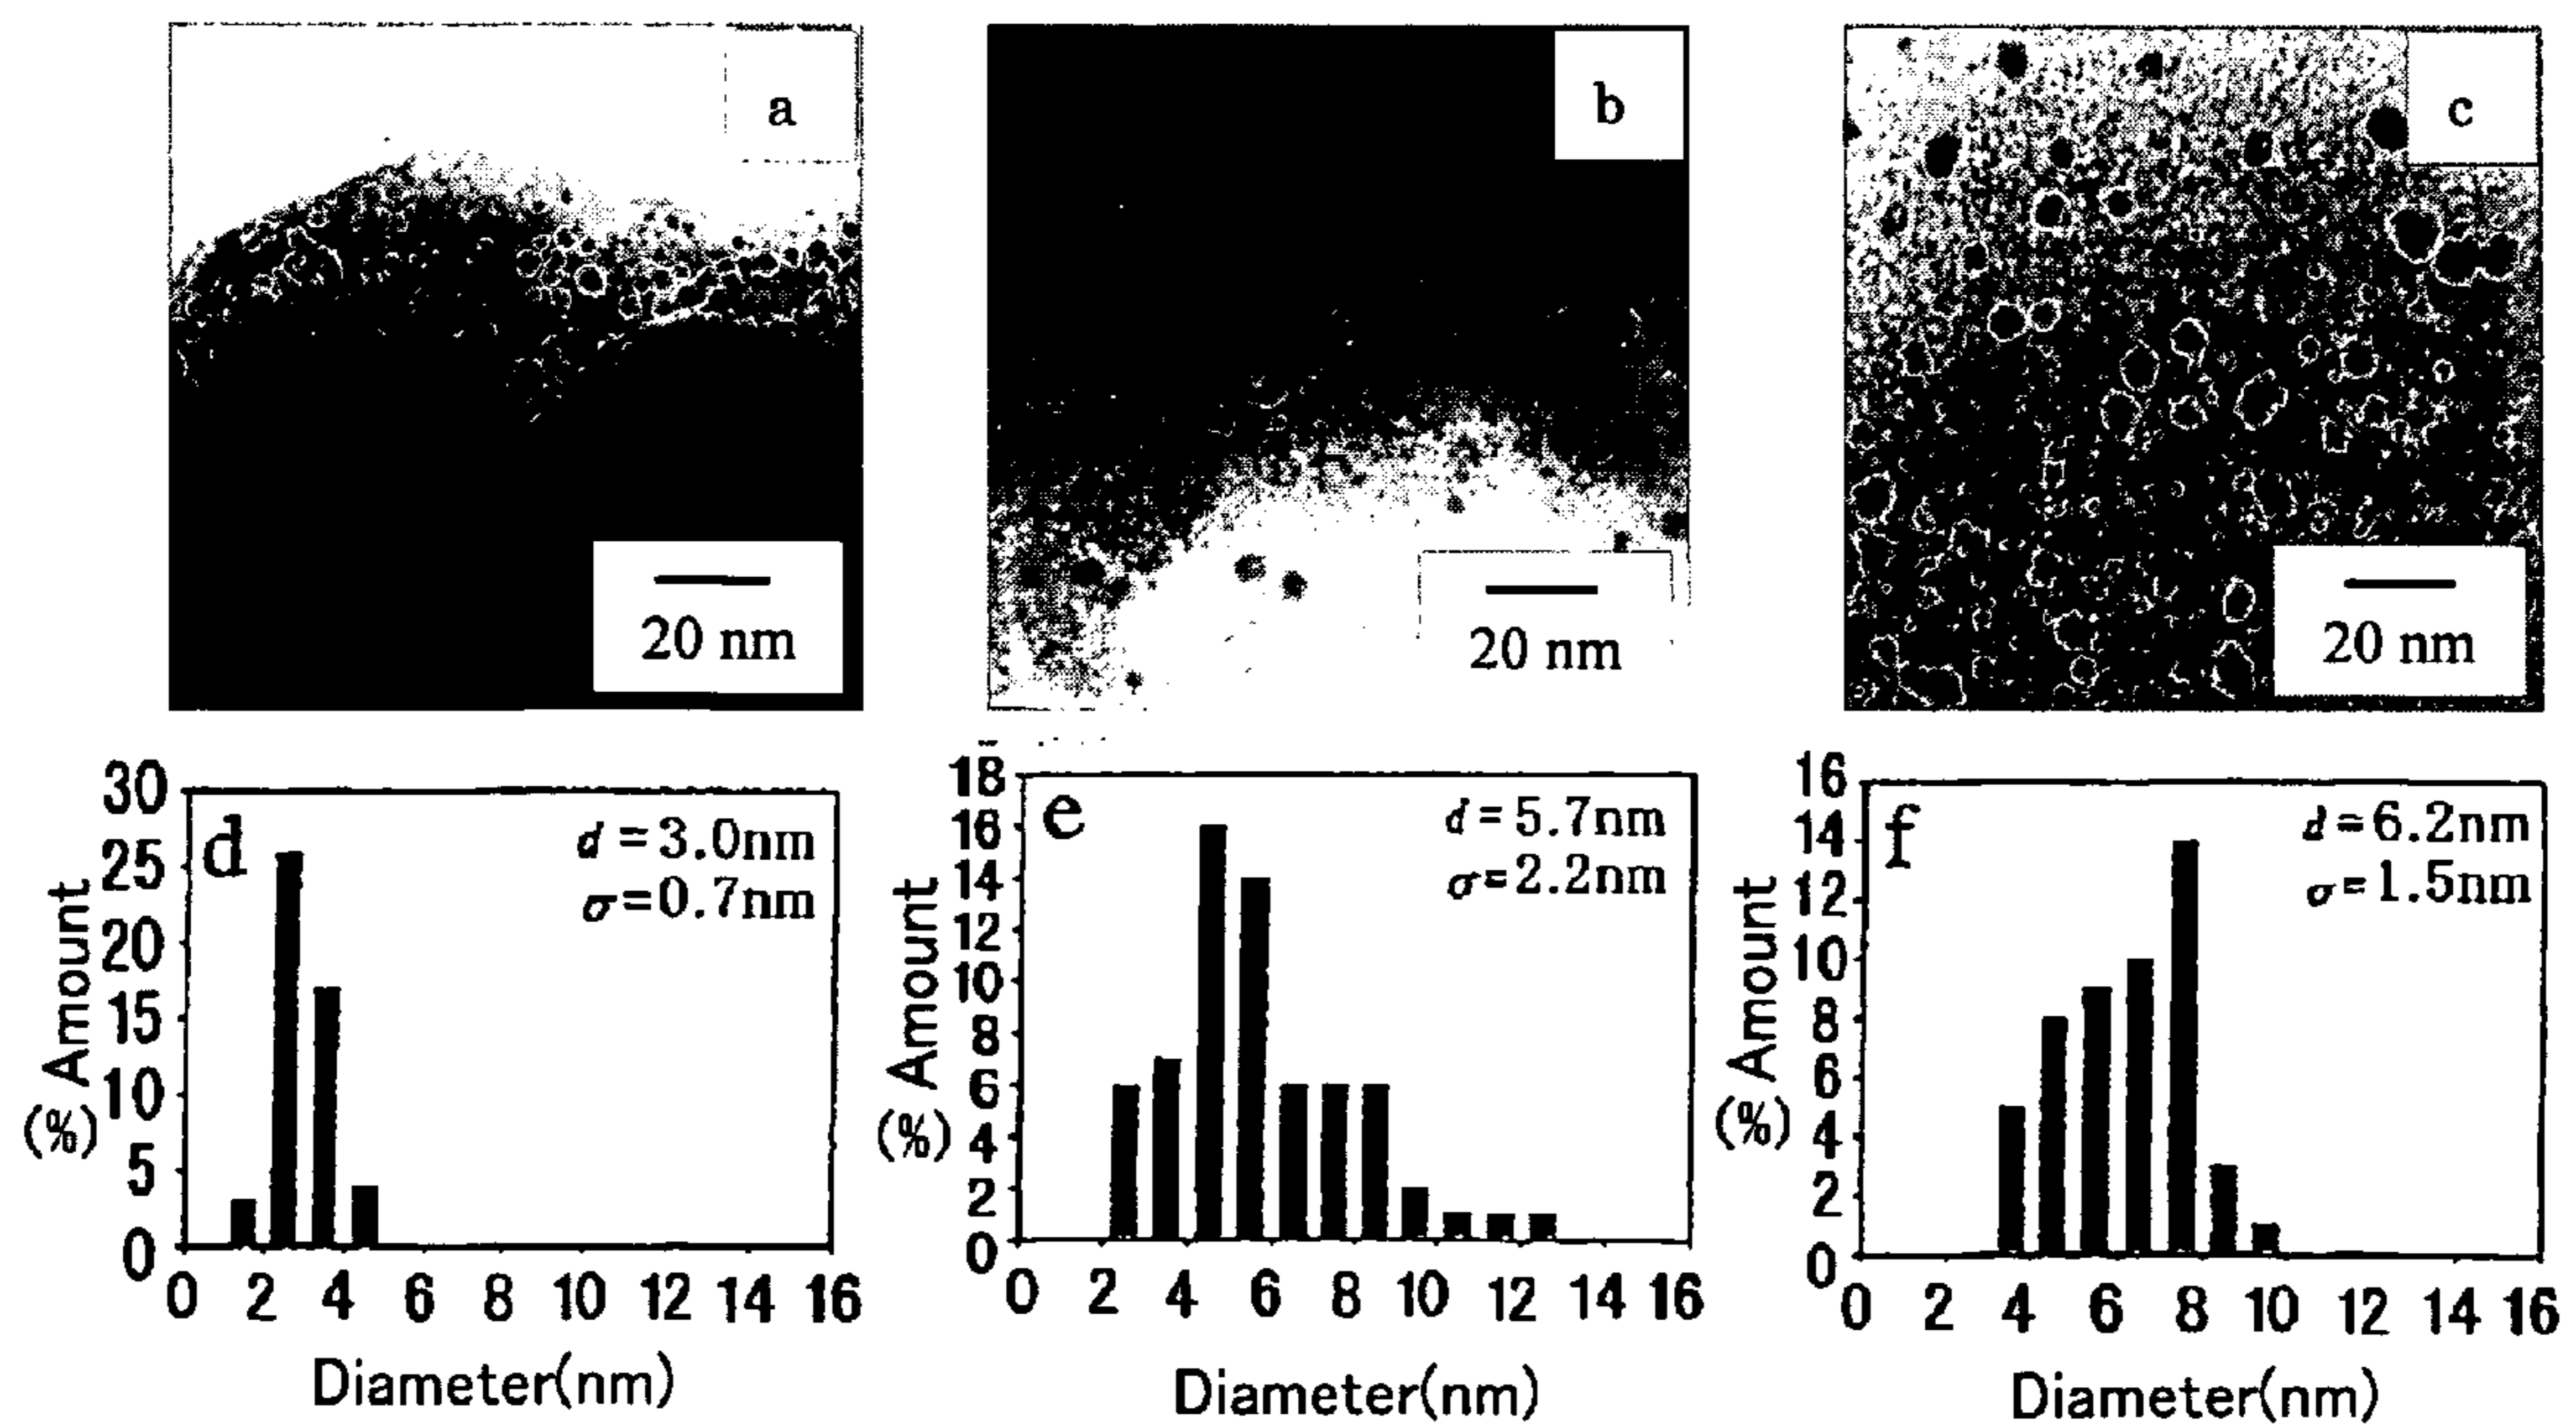 a
20 nm
b
20 nm
c
20 nm
d
d=3.0nm
σ=0.7nm
30
25
20
15
10
5
0
Amount
(%)
0 2 4 6 8 10 12 14 16
Diameter(nm)
e
d=5.7nm
σ=2.2nm
18
16
14
12
10
8
6
4
2
0
Amount
(%)
0 2 4 6 8 10 12 14 16
Diameter(nm)
f
d=6.2nm
σ=1.5nm
16
14
12
10
8
6
4
2
0
Amount
(%)
0 2 4 6 8 10 12 14 16
Diameter(nm)